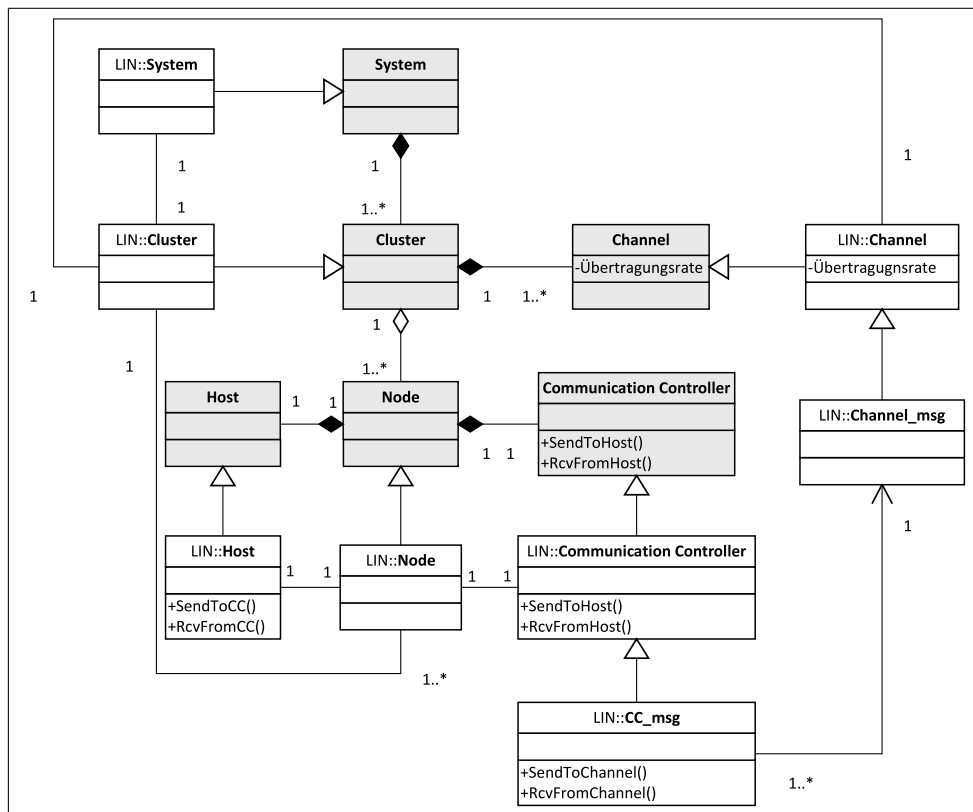 LIN::System
System
1
1
1
1
1..*
LIN::Cluster
Cluster
Channel
LIN::Channel
-Übertragungsrate
-Übertragugnsrate
1
1
1..*
1
1
1..*
Host
Node
Communication Controller
LIN::Channel_msg
1
1
1
1
+SendToHost()
+RcvFromHost()
LIN::Host
LIN::Node
LIN::Communication Controller
1
1
1
1
1
+SendToCC()
+RcvFromCC()
+SendToHost()
+RcvFromHost()
1..*
LIN::CC_msg
+SendToChannel()
+RcvFromChannel()
1..*